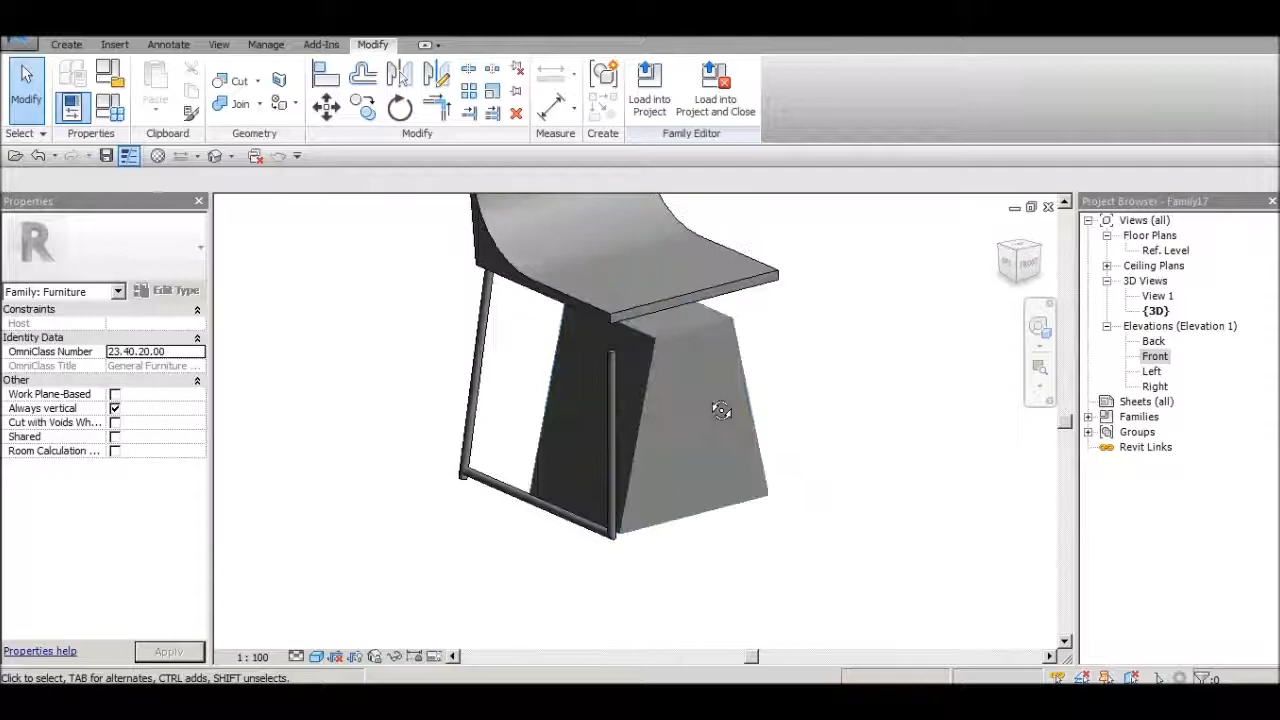 Create Insert Annotate View Manage Add-Ins Modify
Modify Paste Cut Join Load into Project Load into Project and Close
Select Properties Clipboard Geometry Modify Measure Create Family Editor
Properties
R
Family: Furniture Edit Type
Constraints
Host
Identity Data
OmniClass Number 23.40.20.00
OmniClass Title General Furniture ...
Other
Work Plane-Based
Always vertical
Cut with Voids Wh...
Shared
Room Calculation ...
Properties help Apply
FRONT
1 : 100
Project Browser - Family17
Views (all)
Floor Plans
Ref. Level
Ceiling Plans
3D Views
View 1
{3D}
Elevations (Elevation 1)
Back
Front
Left
Right
Sheets (all)
Families
Groups
Revit Links
Click to select, TAB for alternates, CTRL adds, SHIFT unselects.
:0